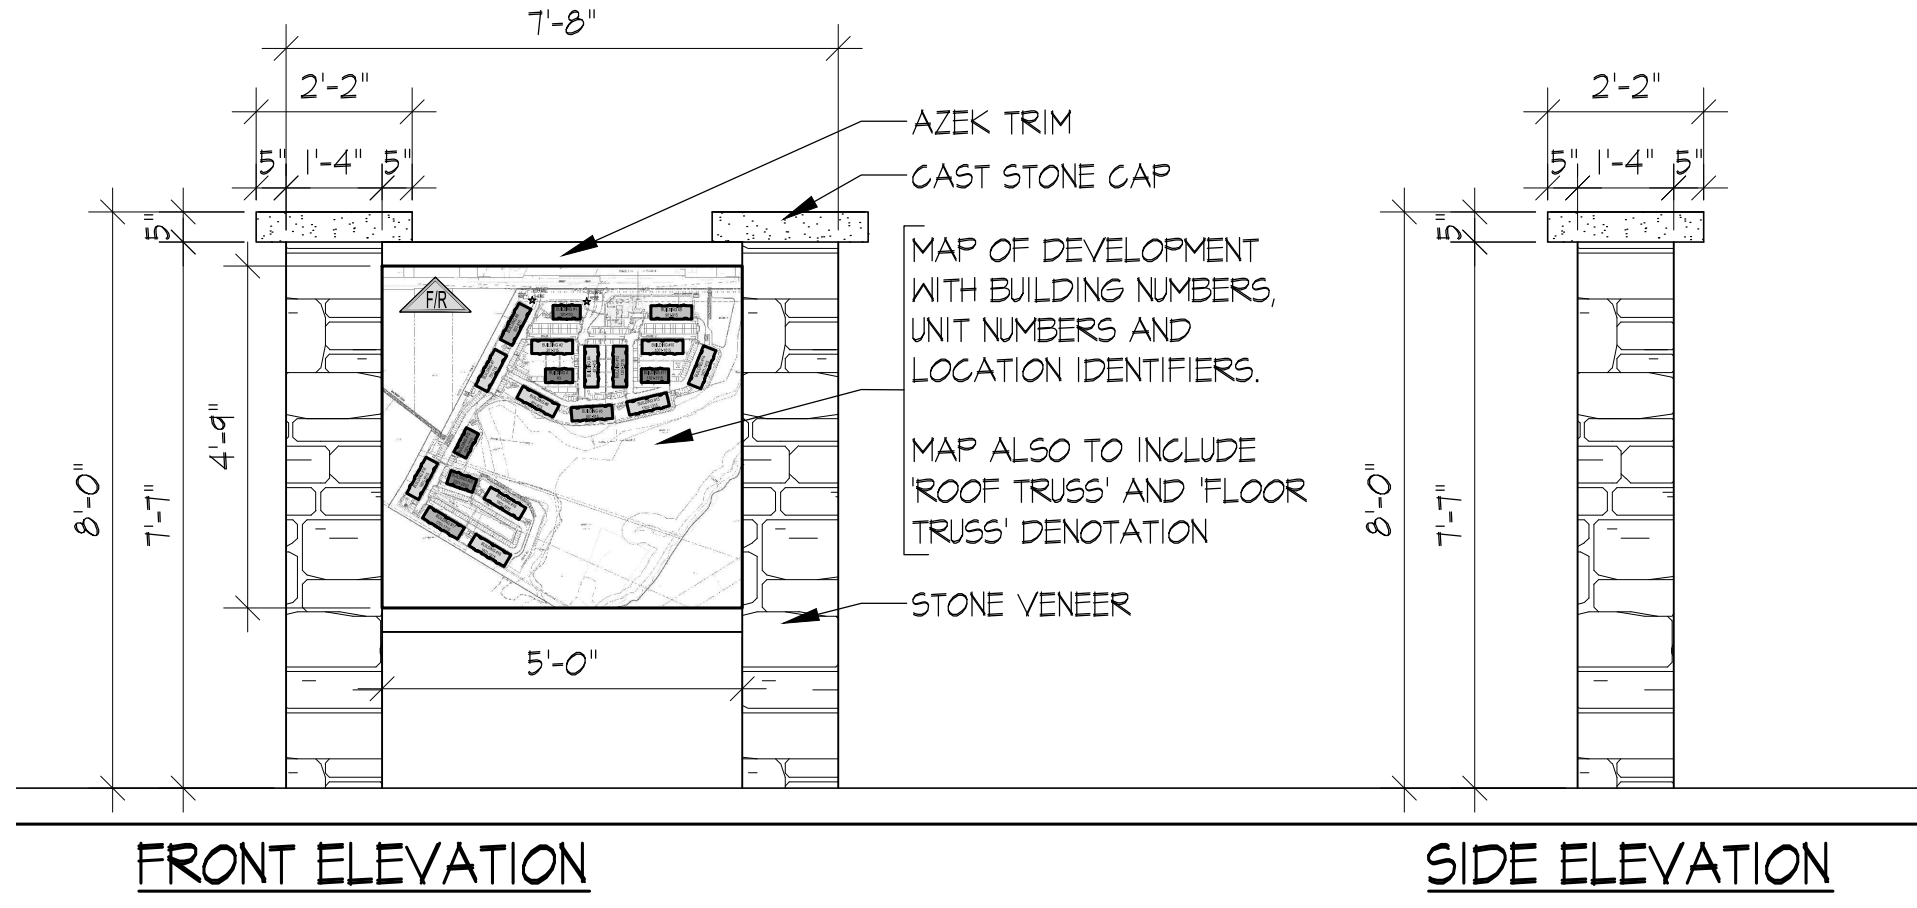 7'-8"
2'-2"
2'-2"
5" 1'-4" 5"
5" 1'-4" 5"
AZEK TRIM
CAST STONE CAP
5"
5"
MAP OF DEVELOPMENT
WITH BUILDING NUMBERS,
UNIT NUMBERS AND
LOCATION IDENTIFIERS.
F/R
4'-9"
8'-0"
7'-7"
MAP ALSO TO INCLUDE
'ROOF TRUSS' AND 'FLOOR
TRUSS' DENOTATION
8'-0"
7'-7"
STONE VENEER
5'-0"
FRONT ELEVATION
SIDE ELEVATION